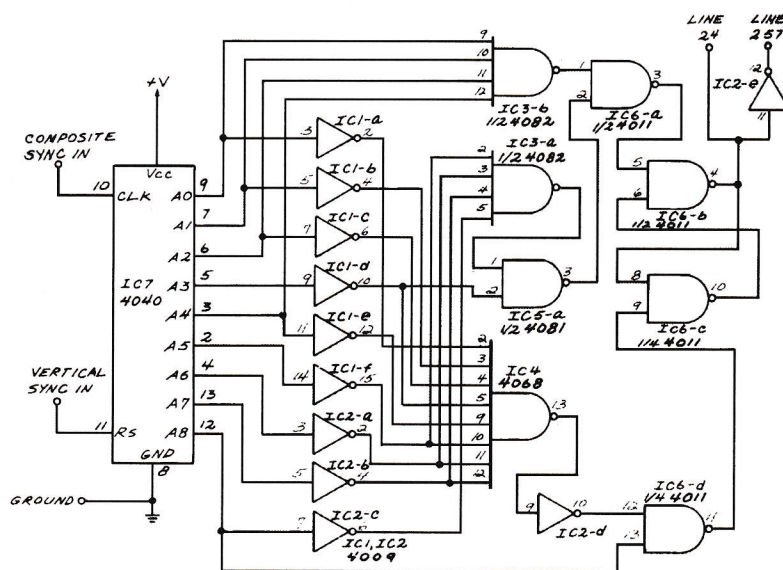 LINE 24
LINE 257
12
IC2-e
11
+V
COMPOSITE SYNC IN
10
Vcc
CLK
IC7
4040
A0 9
A1 7
A2 6
A3 5
A4 3
A5 2
A6 4
A7 13
A8 12
VERTICAL SYNC IN
11
RS
GND
8
GROUND
IC1-a
3 2
IC1-b
5 4
IC1-c
7 6
IC1-d
9 10
IC1-e
11 12
IC1-f
14 15
IC2-a
3 2
IC2-b
5 4
IC2-c
7 6
IC1, IC2
4009
9
10
11
12
IC3-b
1/2 4082
1
2
3
IC6-a
1/2 4011
IC3-a
1/2 4082
2
3
4
5
1
2
3
IC5-a
1/2 4081
5
6
4
IC6-b
1/2 4011
8
9
10
IC6-c
1/4 4011
IC4
4068
2
3
4
5
9
10
11
12
13
9 10
IC2-d
IC6-d
1/4 4011
12
13
11